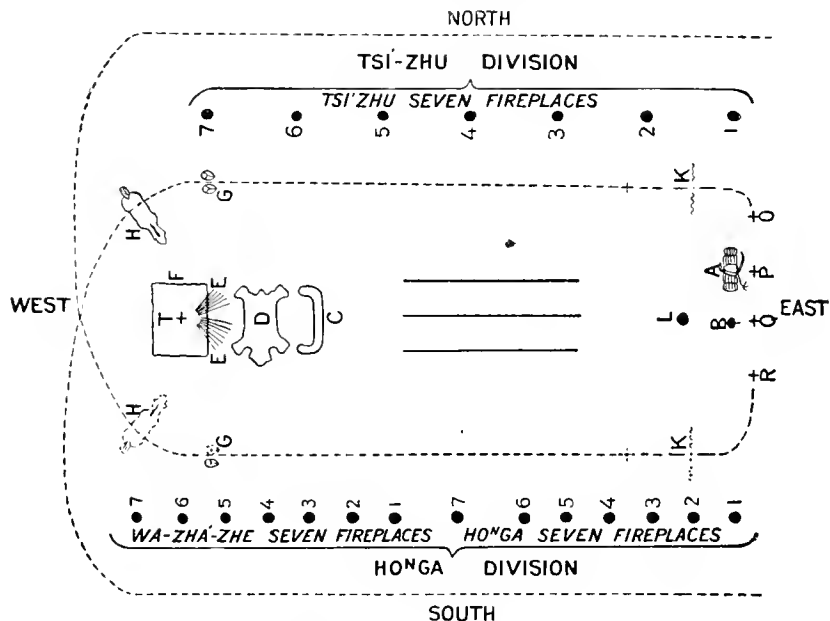 NORTH
TSI´-ZHU DIVISION
TSI´ZHU SEVEN FIREPLACES
7 6 5 4 3 2 1
G K
H O
F E A P
WEST T D C L B Q EAST
E R
H
G K
7 6 5 4 3 2 1 7 6 5 4 3 2 1
WA-ZHÁ-ZHE SEVEN FIREPLACES HOᴺGA SEVEN FIREPLACES
HOᴺGA DIVISION
SOUTH